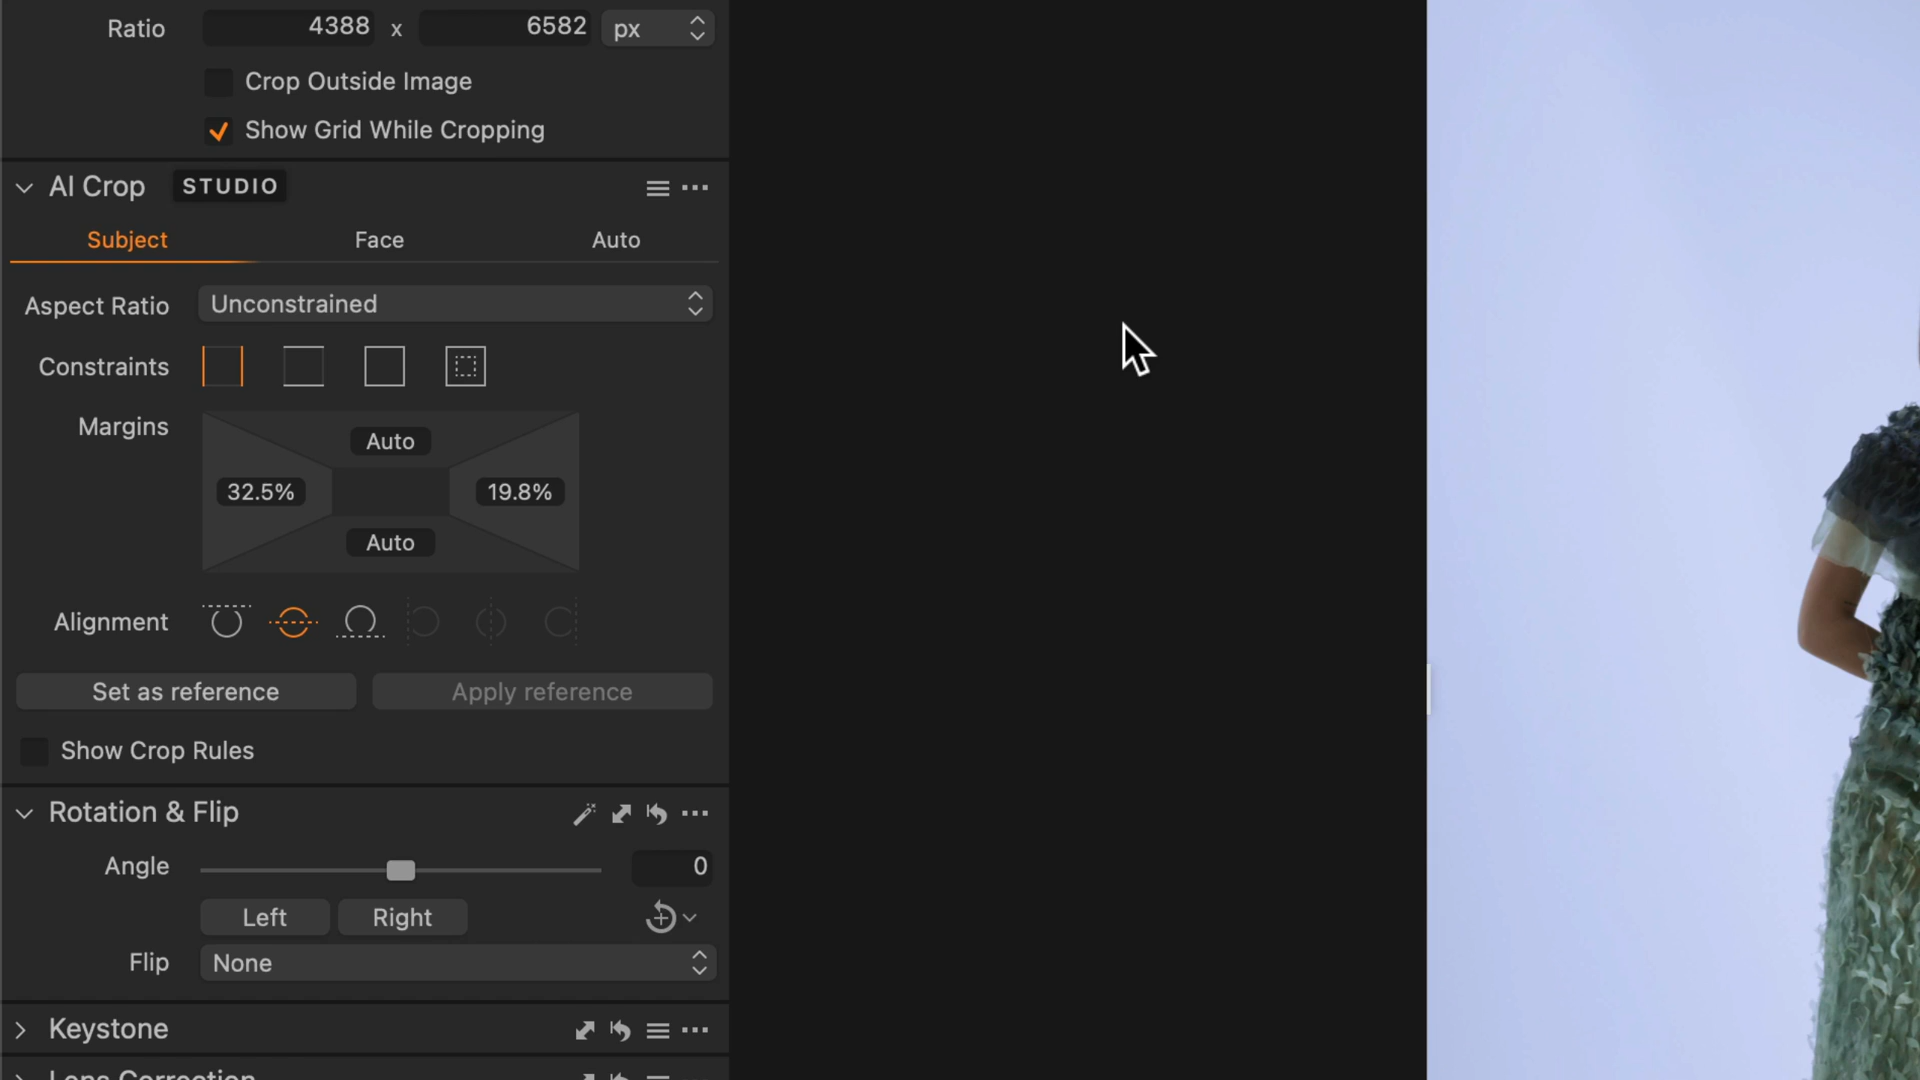 Ratio 4388 x 6582 px
Crop Outside Image
Show Grid While Cropping
AI Crop STUDIO
Subject Face Auto
Aspect Ratio Unconstrained
Constraints
Margins
Auto
32.5% 19.8%
Auto
Alignment
Set as reference Apply reference
Show Crop Rules
Rotation & Flip
Angle 0
Left Right
Flip None
Keystone
Lens Correction